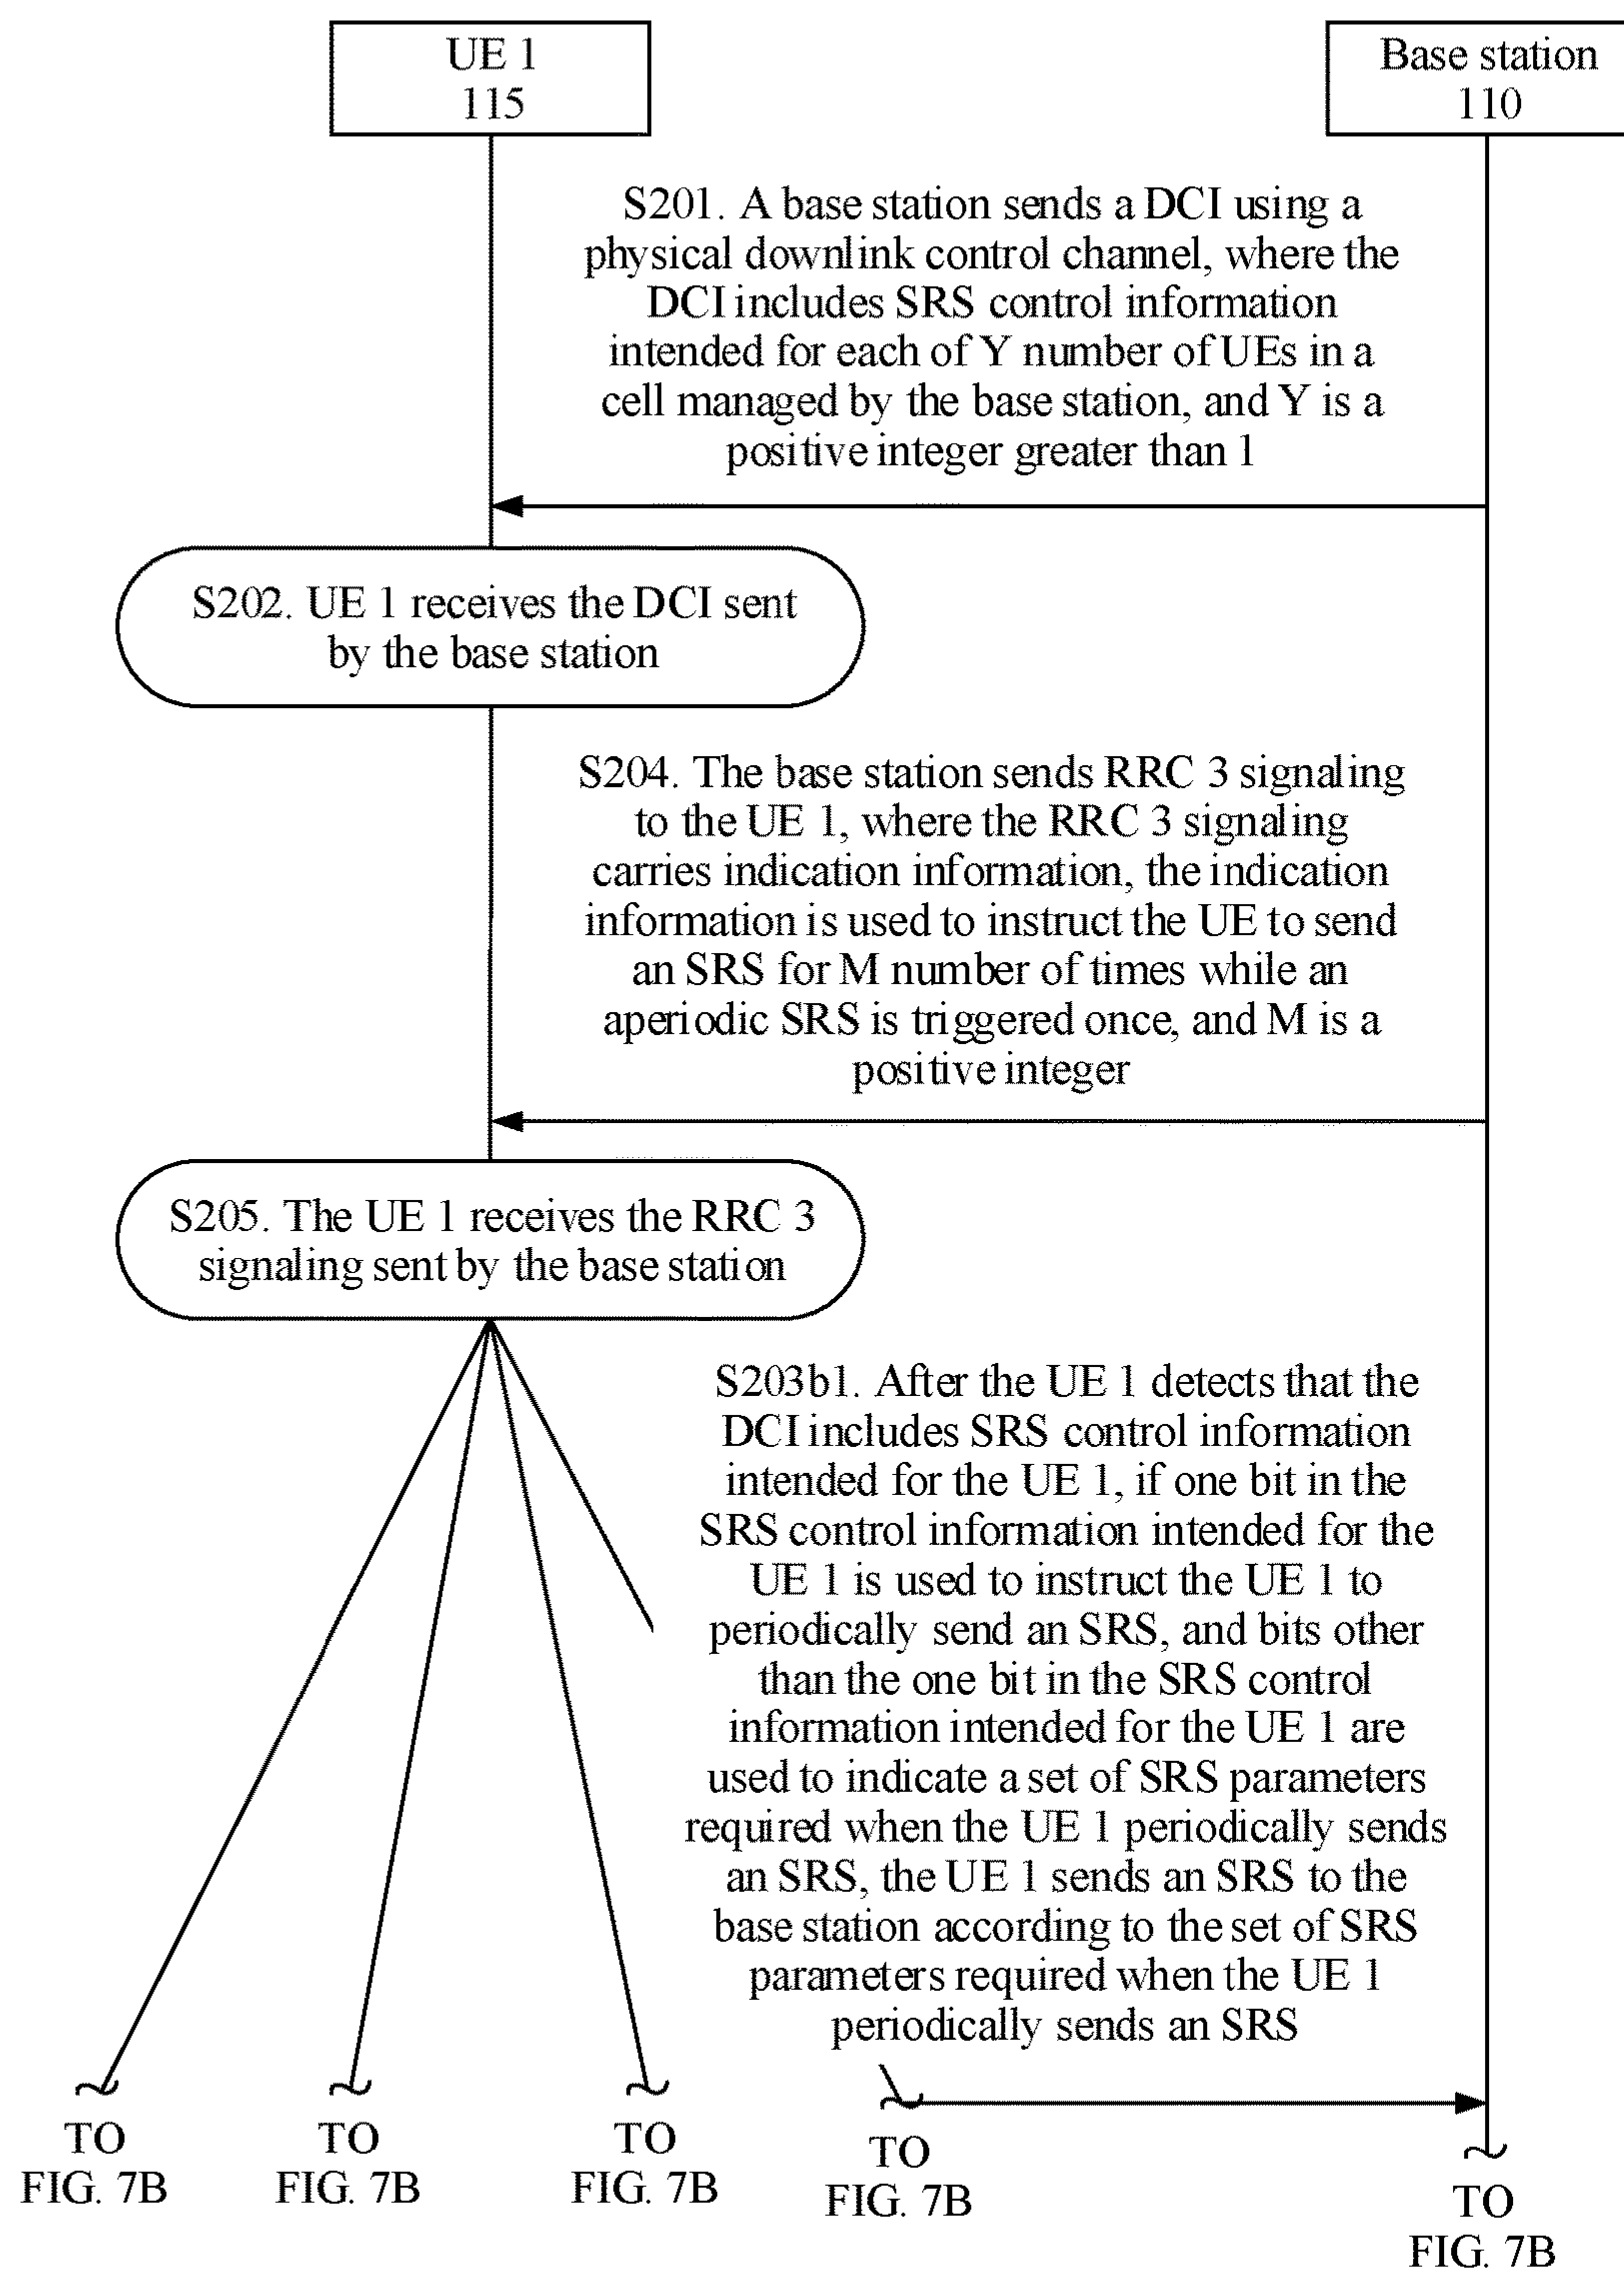 UE 1
115
Base station
110
S201. A base station sends a DCI using a
physical downlink control channel, where the
DCI includes SRS control information
intended for each of Y number of UEs in a
cell managed by the base station, and Y is a
positive integer greater than 1
S202. UE 1 receives the DCI sent
by the base station
S204. The base station sends RRC 3 signaling
to the UE 1, where the RRC 3 signaling
carries indication information, the indication
information is used to instruct the UE to send
an SRS for M number of times while an
aperiodic SRS is triggered once, and M is a
positive integer
S205. The UE 1 receives the RRC 3
signaling sent by the base station
S203b1. After the UE 1 detects that the
DCI includes SRS control information
intended for the UE 1, if one bit in the
SRS control information intended for the
UE 1 is used to instruct the UE 1 to
periodically send an SRS, and bits other
than the one bit in the SRS control
information intended for the UE 1 are
used to indicate a set of SRS parameters
required when the UE 1 periodically sends
an SRS, the UE 1 sends an SRS to the
base station according to the set of SRS
parameters required when the UE 1
periodically sends an SRS
TO
FIG. 7B
TO
FIG. 7B
TO
FIG. 7B
TO
FIG. 7B
TO
FIG. 7B